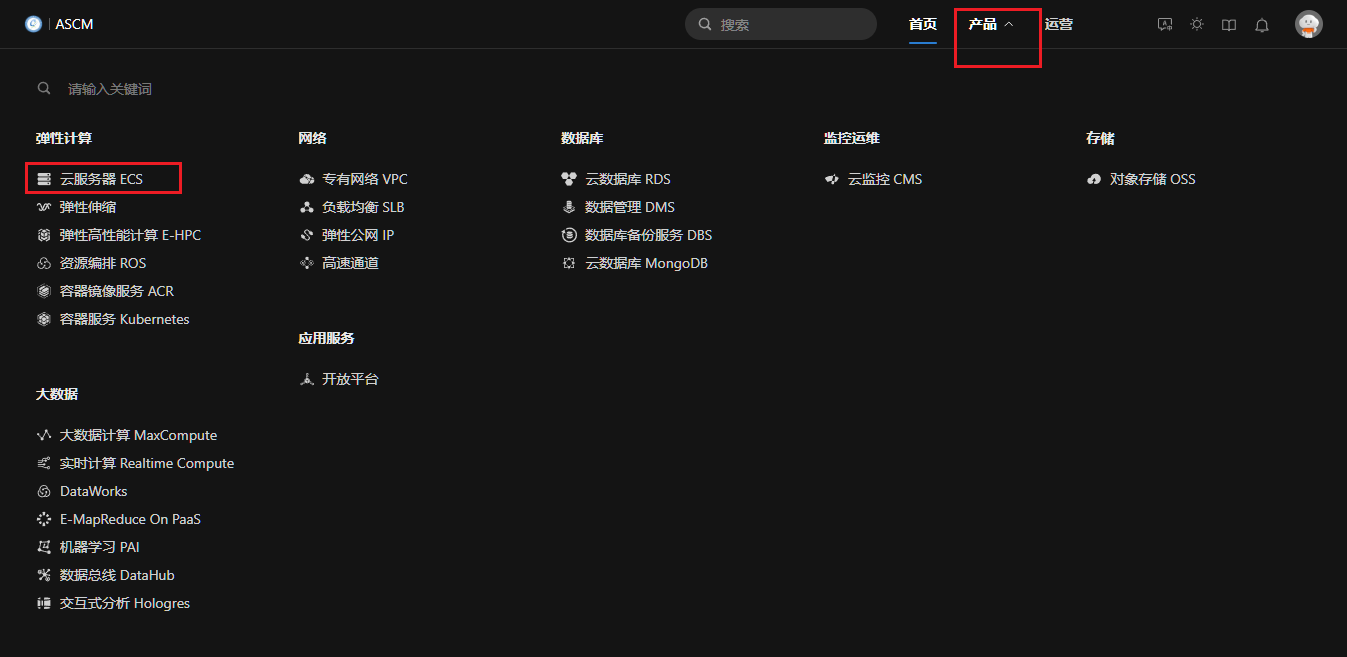 ASCM
搜索
首页
产品
运营
请输入关键词
弹性计算
云服务器 ECS
弹性伸缩
弹性高性能计算 E-HPC
资源编排 ROS
容器镜像服务 ACR
容器服务 Kubernetes
大数据
大数据计算 MaxCompute
实时计算 Realtime Compute
DataWorks
E-MapReduce On PaaS
机器学习 PAI
数据总线 DataHub
交互式分析 Hologres
网络
专有网络 VPC
负载均衡 SLB
弹性公网 IP
高速通道
应用服务
开放平台
数据库
云数据库 RDS
数据管理 DMS
数据库备份服务 DBS
云数据库 MongoDB
监控运维
云监控 CMS
存储
对象存储 OSS